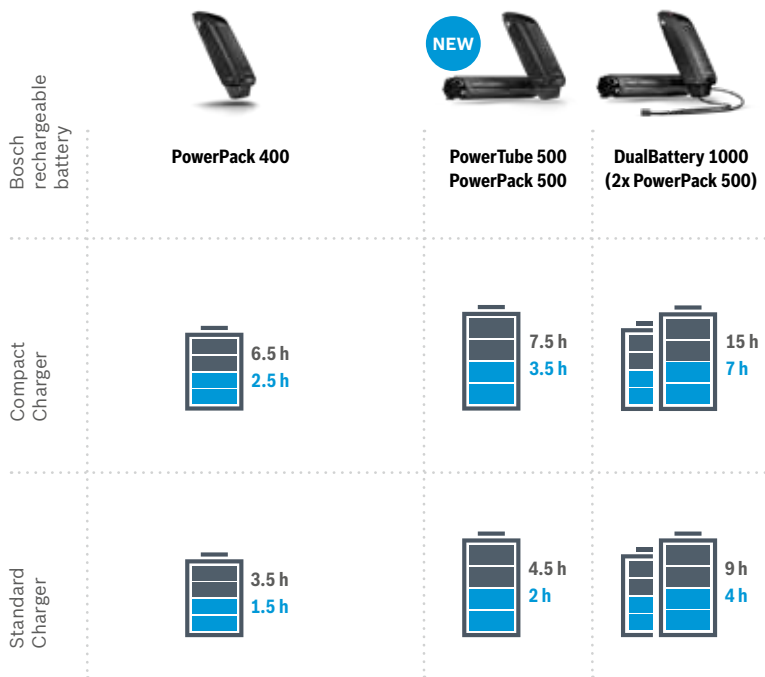 Bosch
rechargeable
battery
NEW
PowerPack 400
PowerTube 500
PowerPack 500
DualBattery 1000
(2x PowerPack 500)
Compact
Charger
6.5 h
2.5 h
7.5 h
3.5 h
15 h
7 h
Standard
Charger
3.5 h
1.5 h
4.5 h
2 h
9 h
4 h